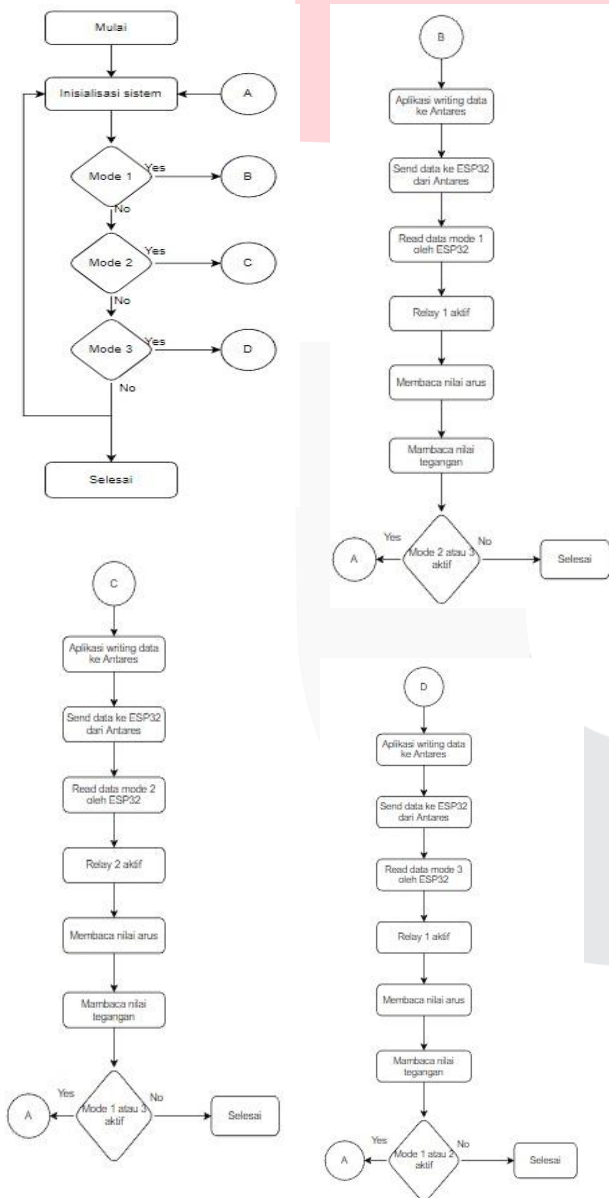 Mulai
Inisialisasi sistem
A
Mode 1
Yes
B
No
Mode 2
Yes
C
No
Mode 3
Yes
D
No
Selesai
B
Aplikasi writing data
ke Antares
Send data ke ESP32
dari Antares
Read data mode 1
oleh ESP32
Relay 1 aktif
Membaca nilai arus
Mambaca nilai
tegangan
Yes
No
A
Mode 2 atau 3
aktif
Selesai
C
Aplikasi writing data
ke Antares
Send data ke ESP32
dari Antares
Read data mode 2
oleh ESP32
Relay 2 aktif
Membaca nilai arus
Mambaca nilai
tegangan
Yes
No
A
Mode 1 atau 3
aktif
Selesai
D
Aplikasi writing data
ke Antares
Send data ke ESP32
dari Antares
Read data mode 3
oleh ESP32
Relay 1 aktif
Membaca nilai arus
Mambaca nilai
tegangan
Yes
No
A
Mode 1 atau 2
aktif
Selesai